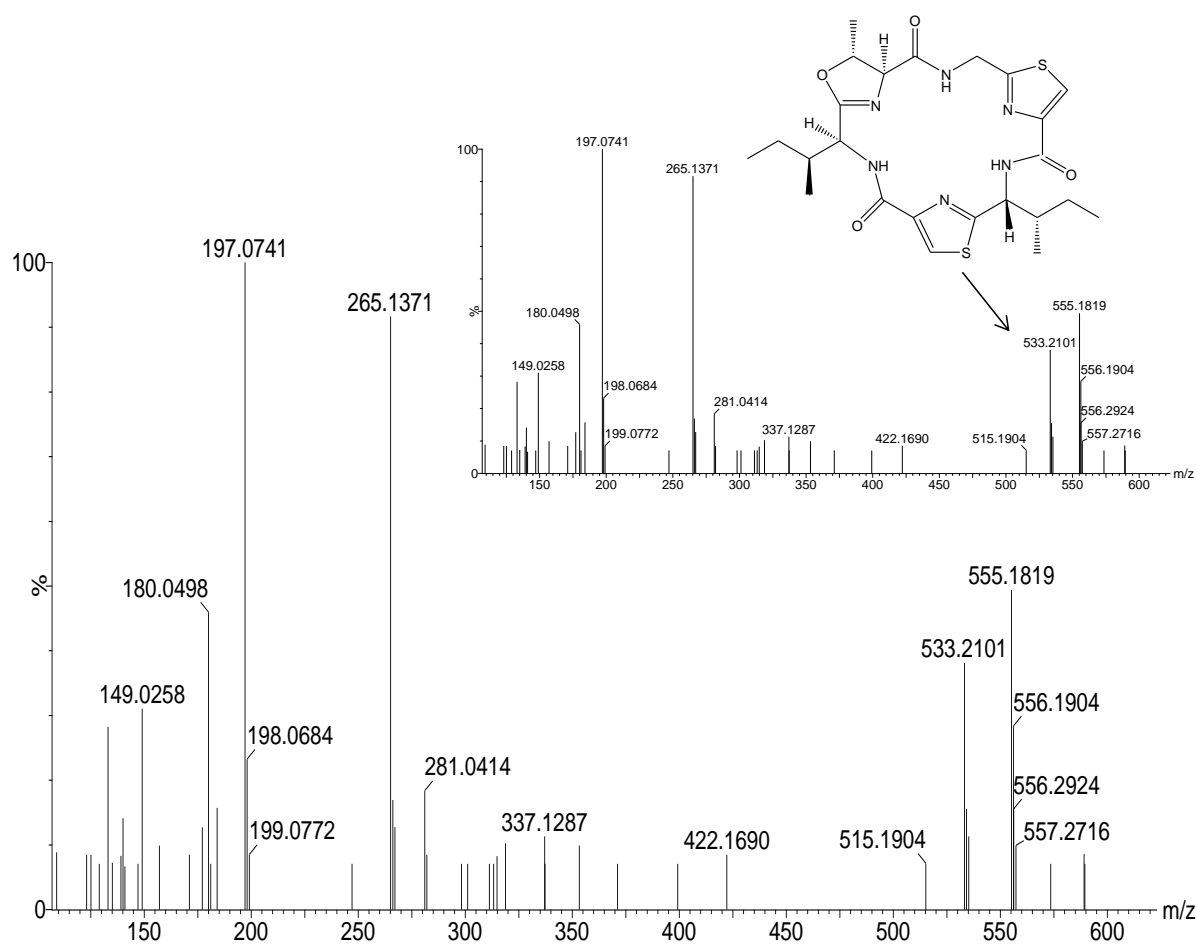 O
H
S
O
N
H
N
N
H
N
H
HN
O
NH
O
N
S
H
100
%
0
197.0741
265.1371
180.0498
149.0258
198.0684
199.0772
281.0414
337.1287
422.1690
515.1904
533.2101
555.1819
556.1904
556.2924
557.2716
150 200 250 300 350 400 450 500 550 600 m/z
100
%
0
197.0741
265.1371
180.0498
149.0258
198.0684
199.0772
281.0414
337.1287
422.1690
515.1904
533.2101
555.1819
556.1904
556.2924
557.2716
150 200 250 300 350 400 450 500 550 600 m/z